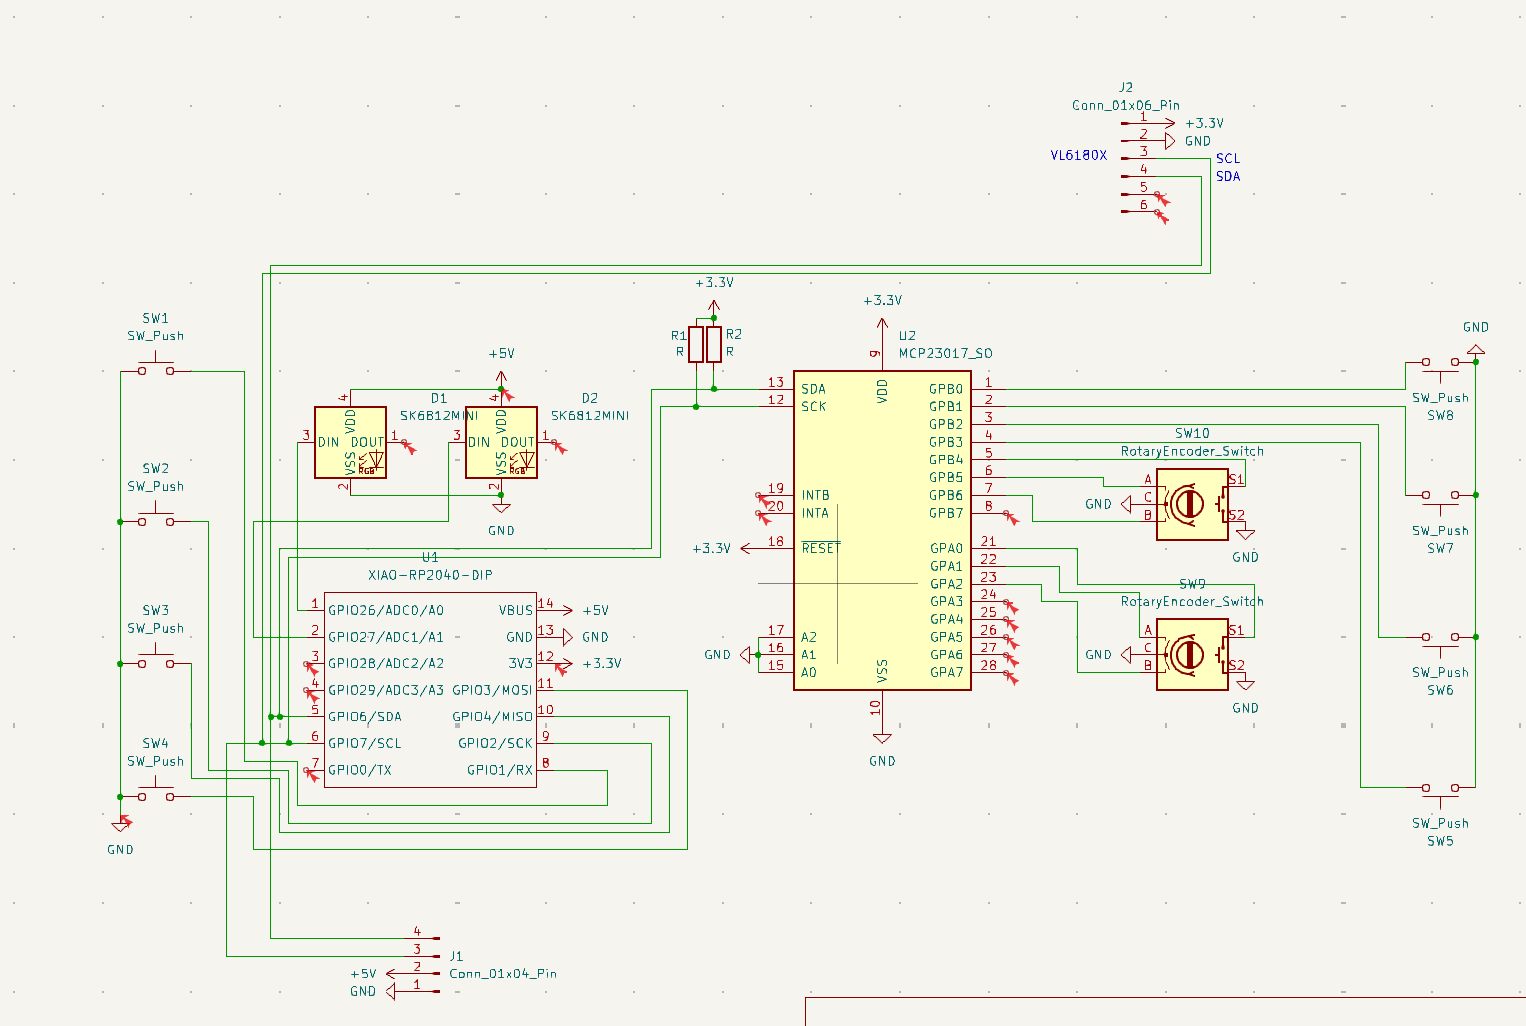 J2
Conn_01x06_Pin
1
+3.3V
2
GND
VL6180X
3
SCL
4
SDA
5
6
+3.3V
R1
R
R2
R
+3.3V
9
U2
MCP23017_SO
VDD
13
SDA
12
SCK
19
INTB
20
INTA
+3.3V
18
RESET
17
A2
GND
16
A1
15
A0
VSS
10
GND
GPB0
1
GPB1
2
GPB2
3
GPB3
4
GPB4
5
GPB5
6
GPB6
7
GPB7
8
GPA0
21
GPA1
22
GPA2
23
GPA3
24
GPA4
25
GPA5
26
GPA6
27
GPA7
28
SW1
SW_Push
SW2
SW_Push
SW3
SW_Push
SW4
SW_Push
GND
+5V
4
D1
SK6812MINI
VDD
3
DIN
DOUT
1
VSS
RGB
2
4
D2
SK6812MINI
VDD
3
DIN
DOUT
1
VSS
RGB
2
GND
U1
XIAO-RP2040-DIP
1
GPIO26/ADC0/A0
2
GPIO27/ADC1/A1
3
GPIO28/ADC2/A2
4
GPIO29/ADC3/A3
5
GPIO6/SDA
6
GPIO7/SCL
7
GPIO0/TX
VBUS
14
+5V
GND
13
GND
3V3
12
+3.3V
GPIO3/MOSI
11
GPIO4/MISO
10
GPIO2/SCK
9
GPIO1/RX
8
SW10
RotaryEncoder_Switch
A
S1
GND
C
B
S2
GND
SW9
RotaryEncoder_Switch
A
S1
GND
C
B
S2
GND
GND
SW_Push
SW8
SW_Push
SW7
SW_Push
SW6
SW_Push
SW5
4
3
J1
+5V
2
Conn_01x04_Pin
GND
1